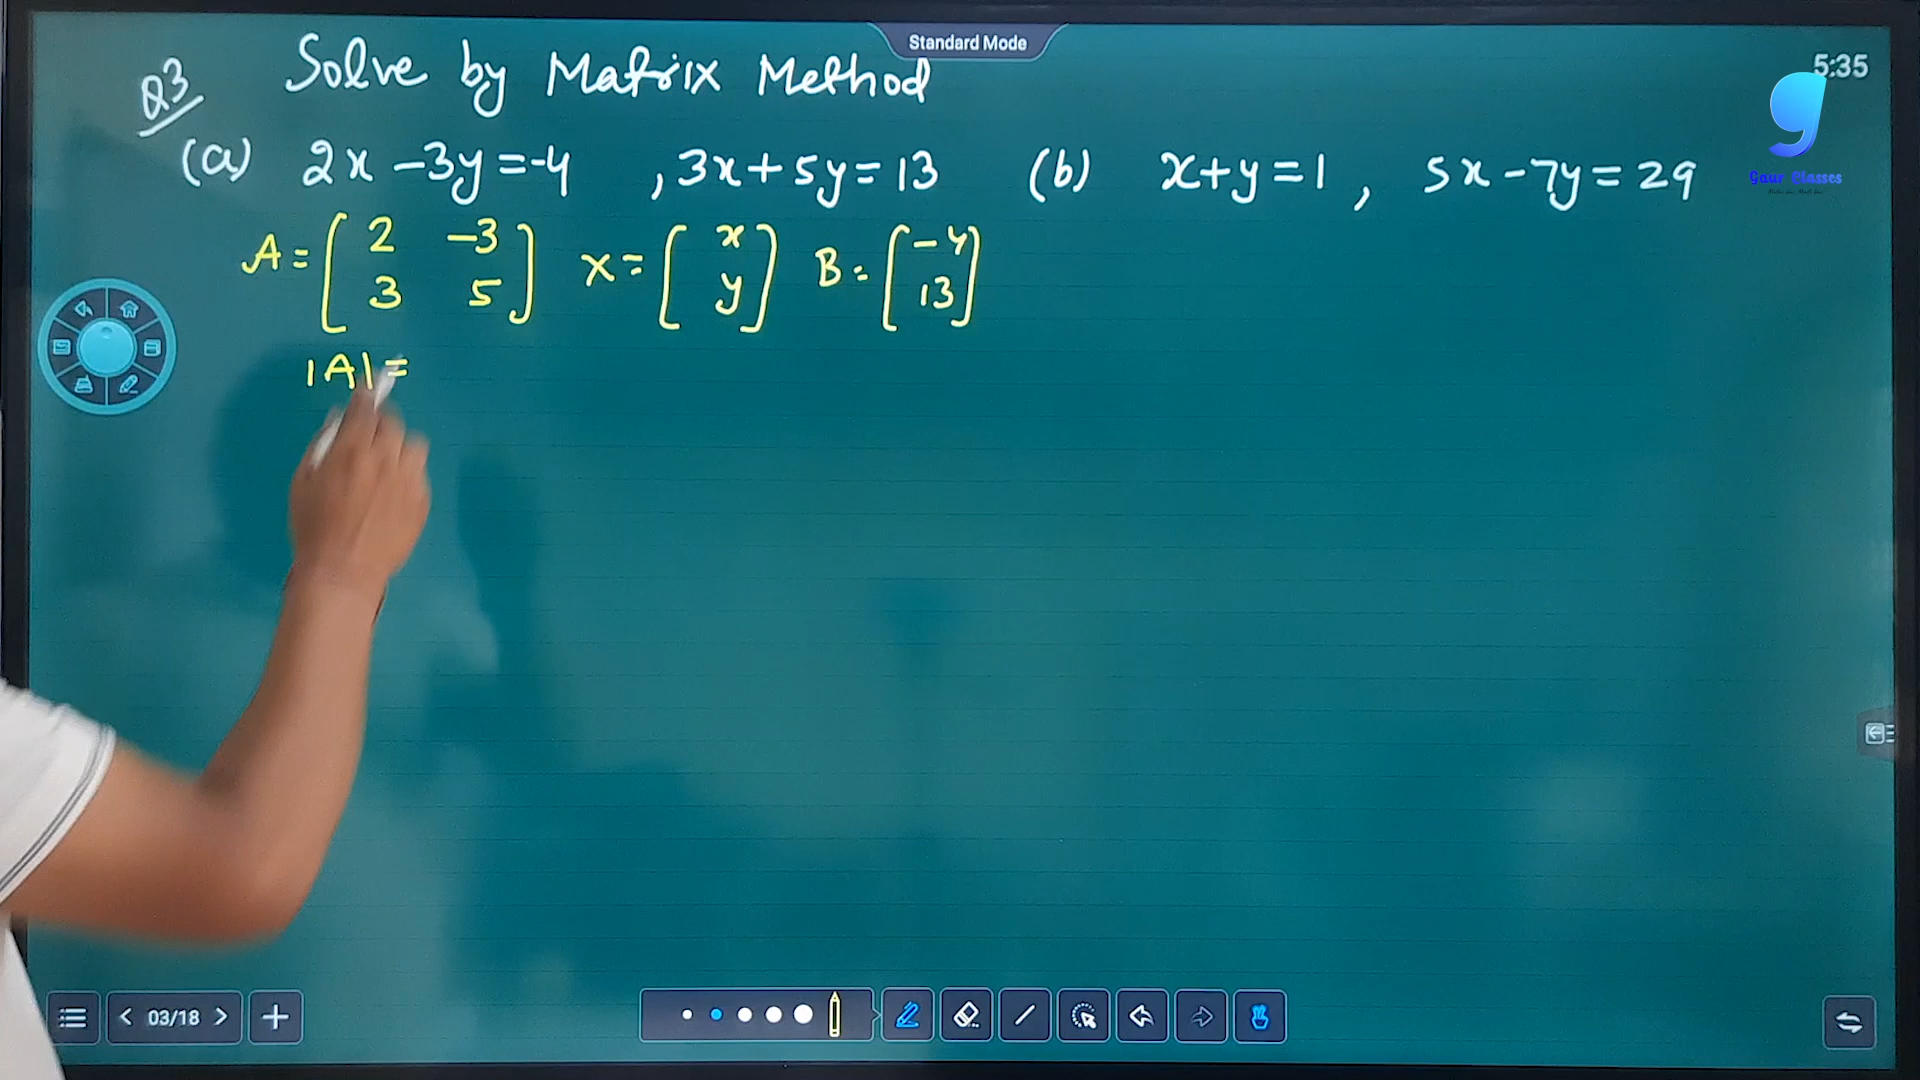 Standard Mode
5:35
Q3 Solve by Matrix Method
(a) 2x -3y=-4 , 3x+5y=13 (b) x+y=1 , 5x-7y=29
Gaur Classes
A= [ 2 -3 ] x= [ x ] B= [ -4 ]
[ 3 5 ] [ y ] [ 13 ]
|A| =
03/18